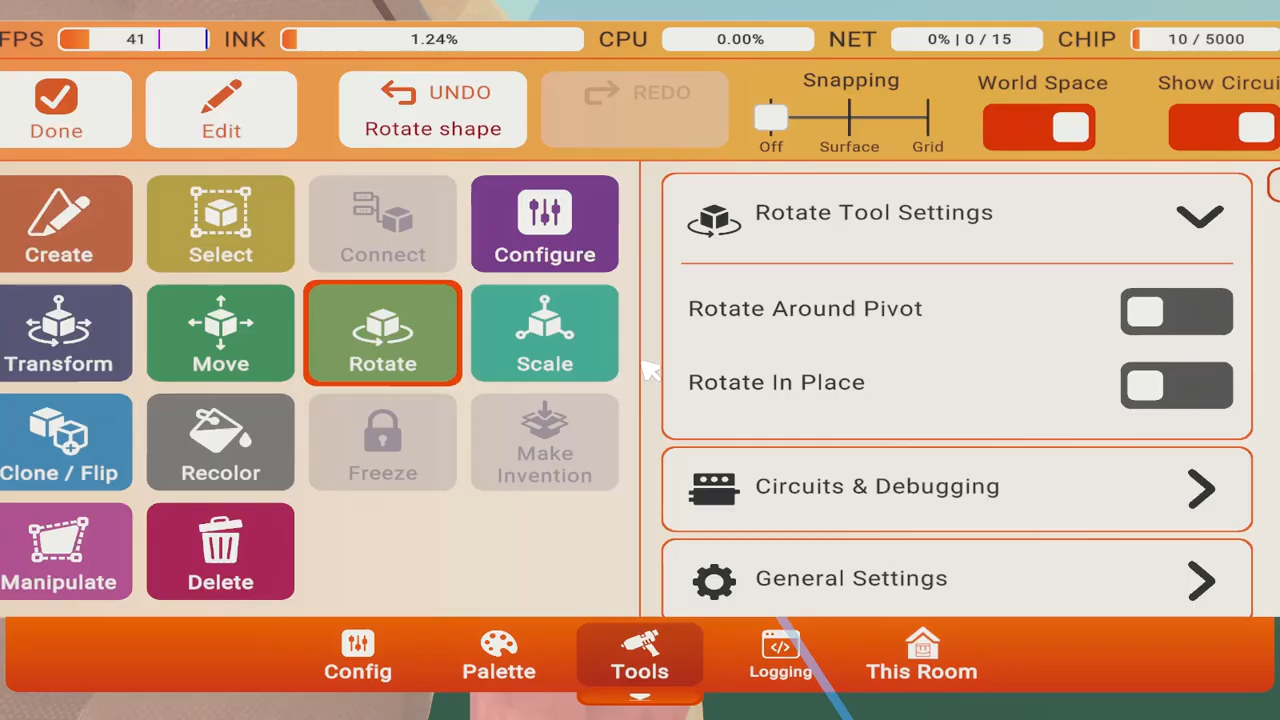 FPS 41 INK 1.24% CPU 0.00% NET 0% | 0 / 15 CHIP 10 / 5000
Done
Edit
UNDO
Rotate shape
REDO
Snapping
Off Surface Grid
World Space
Show Circui
Create
Select
Connect
Configure
Transform
Move
Rotate
Scale
Clone / Flip
Recolor
Freeze
Make
Invention
Manipulate
Delete
Rotate Tool Settings
Rotate Around Pivot
Rotate In Place
Circuits & Debugging
General Settings
Config
Palette
Tools
Logging
This Room